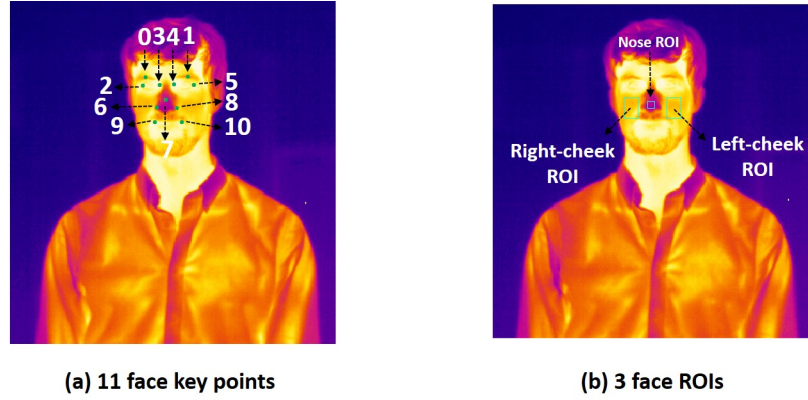 0341
2
5
6
8
9
10
7
(a) 11 face key points
Nose ROI
Right-cheek
ROI
Left-cheek
ROI
(b) 3 face ROIs